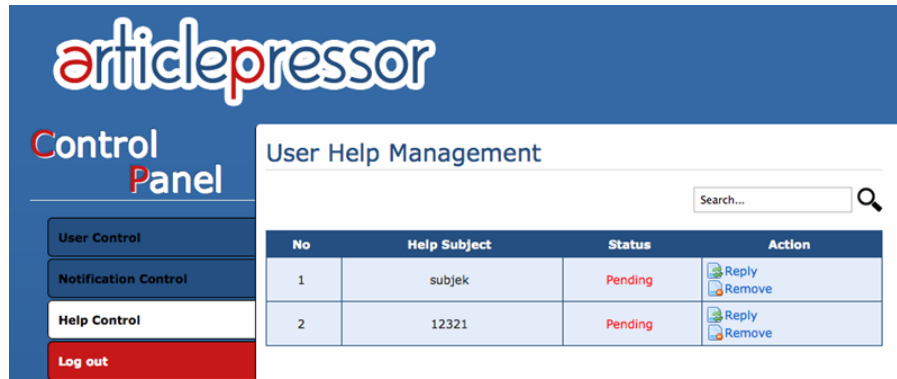 articlepressor
Control
Panel
User Control
Notification Control
Help Control
Log out
User Help Management
Search...
No Help Subject Status Action
1 subjek Pending Reply
Remove
2 12321 Pending Reply
Remove